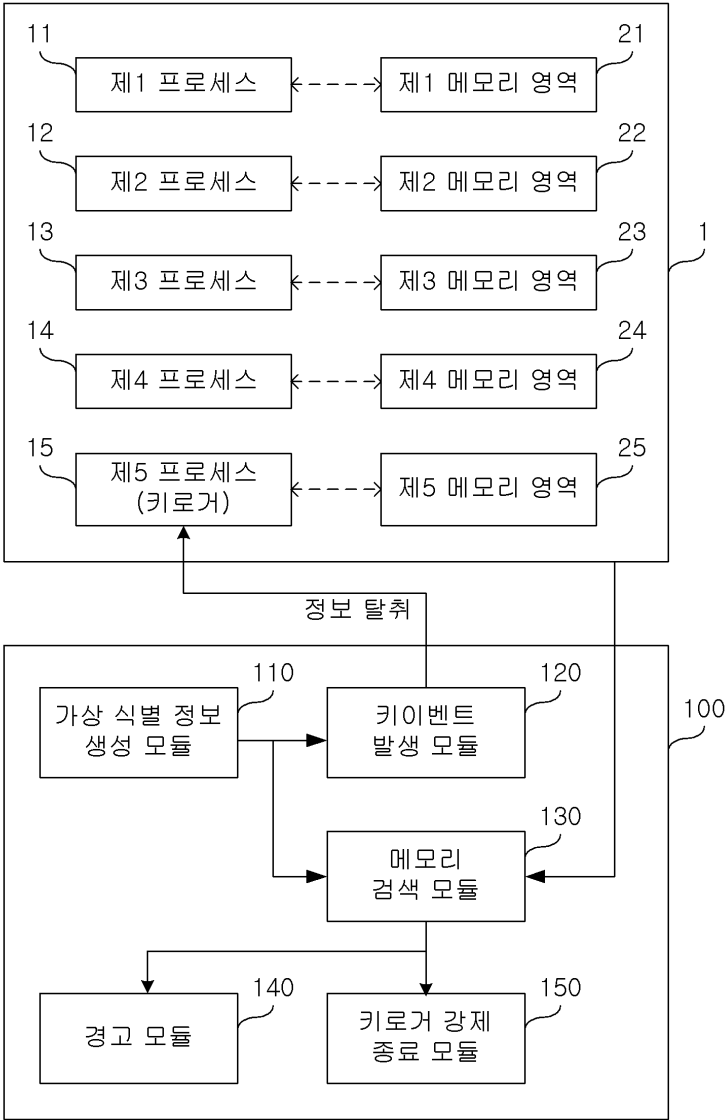 11
21
제1 프로세스
제1 메모리 영역
12
22
제2 프로세스
제2 메모리 영역
13
23
1
제3 프로세스
제3 메모리 영역
14
24
제4 프로세스
제4 메모리 영역
15
25
제5 프로세스
(키로거)
제5 메모리 영역
정보 탈취
110
120
100
가상 식별 정보
생성 모듈
키이벤트
발생 모듈
130
메모리
검색 모듈
140
150
경고 모듈
키로거 강제
종료 모듈